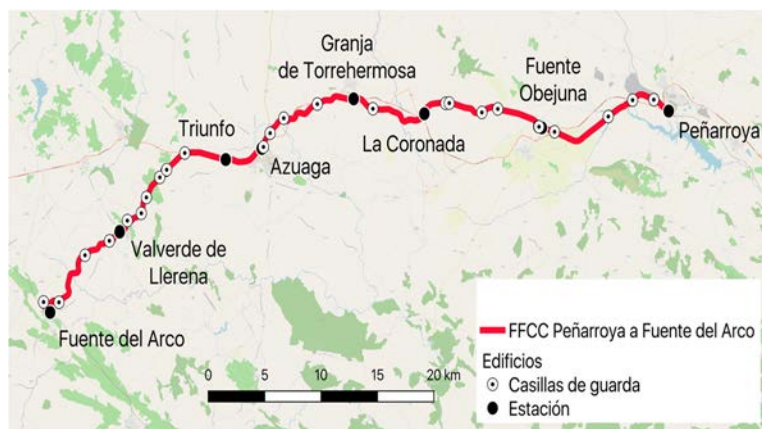 Granja
de Torrehermosa
Fuente
Obejuna
Triunfo
La Coronada
Peñarroya
Azuaga
Valverde de
Llerena
Fuente del Arco
FFCC Peñarroya a Fuente del Arco
Edificios
Casillas de guarda
Estación
0 5 10 15 20 km